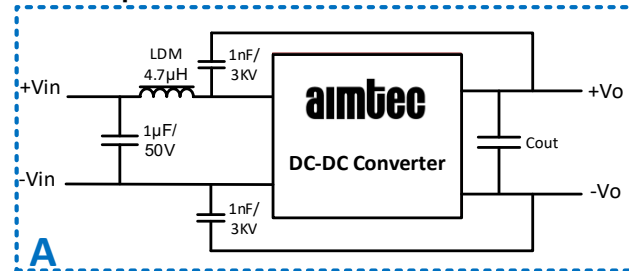 LDM
4.7µH
1nF/
3KV
+Vin
aimtec
+Vo
1µF/
50V
Cout
DC-DC Converter
-Vin
-Vo
1nF/
3KV
A